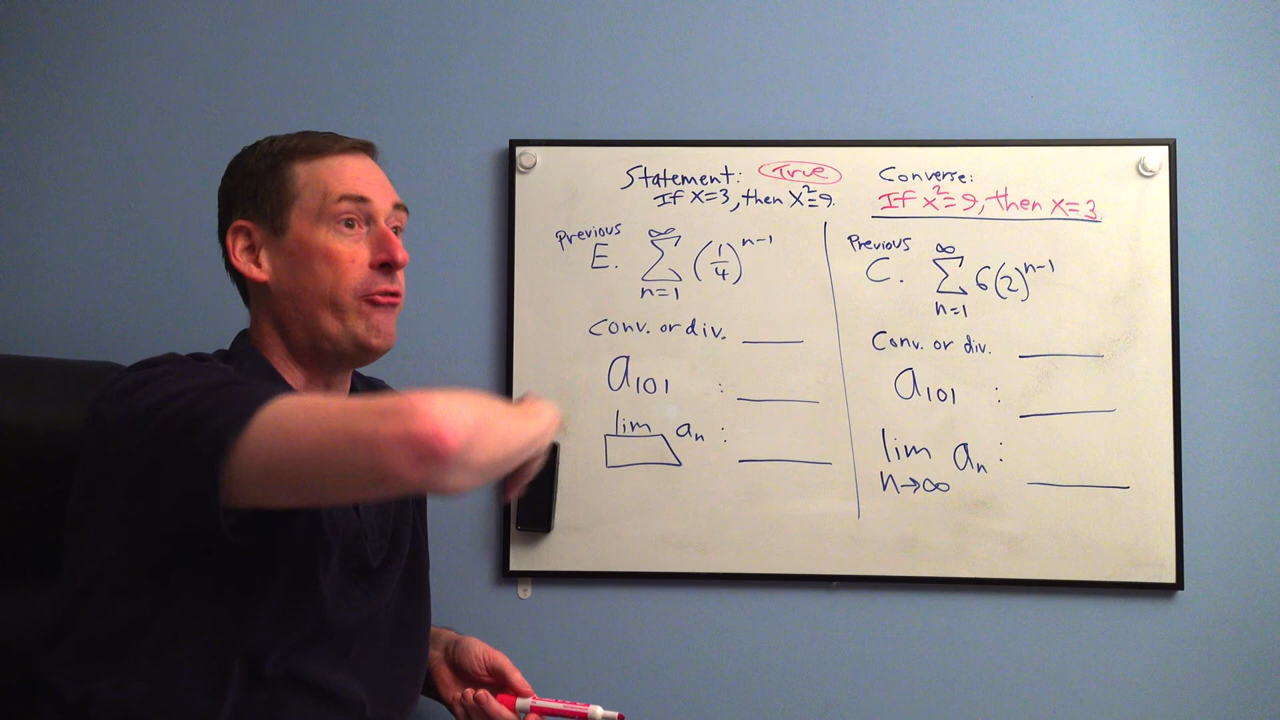 Statement: True
If x=3, then x²=9.
Converse:
If x²=9, then x=3.
Previous
E. ∑ n=1 ∞ (1/4)^(n-1)
Conv. or div. ____
a₁₀₁ : ____
lim aₙ : ____
Previous
C. ∑ n=1 ∞ 6(2)^(n-1)
Conv. or div. ____
a₁₀₁ : ____
lim aₙ : ____
n→∞